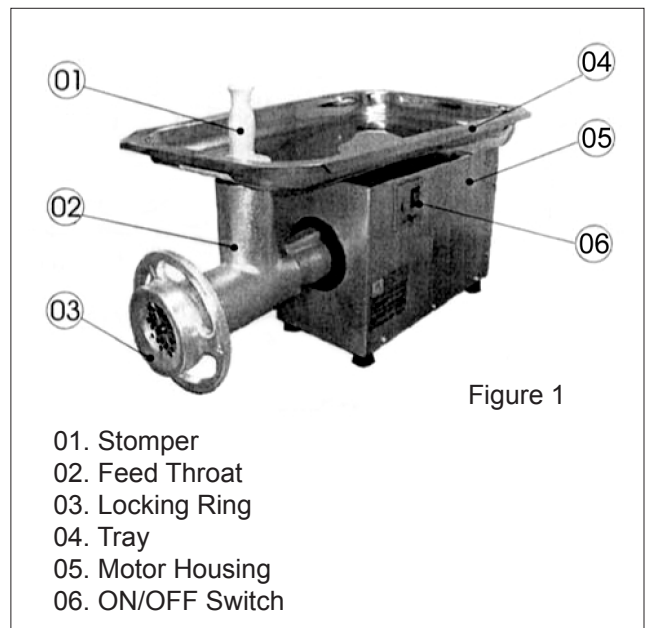 01
04
05
02
06
03
Figure 1
01. Stomper
02. Feed Throat
03. Locking Ring
04. Tray
05. Motor Housing
06. ON/OFF Switch